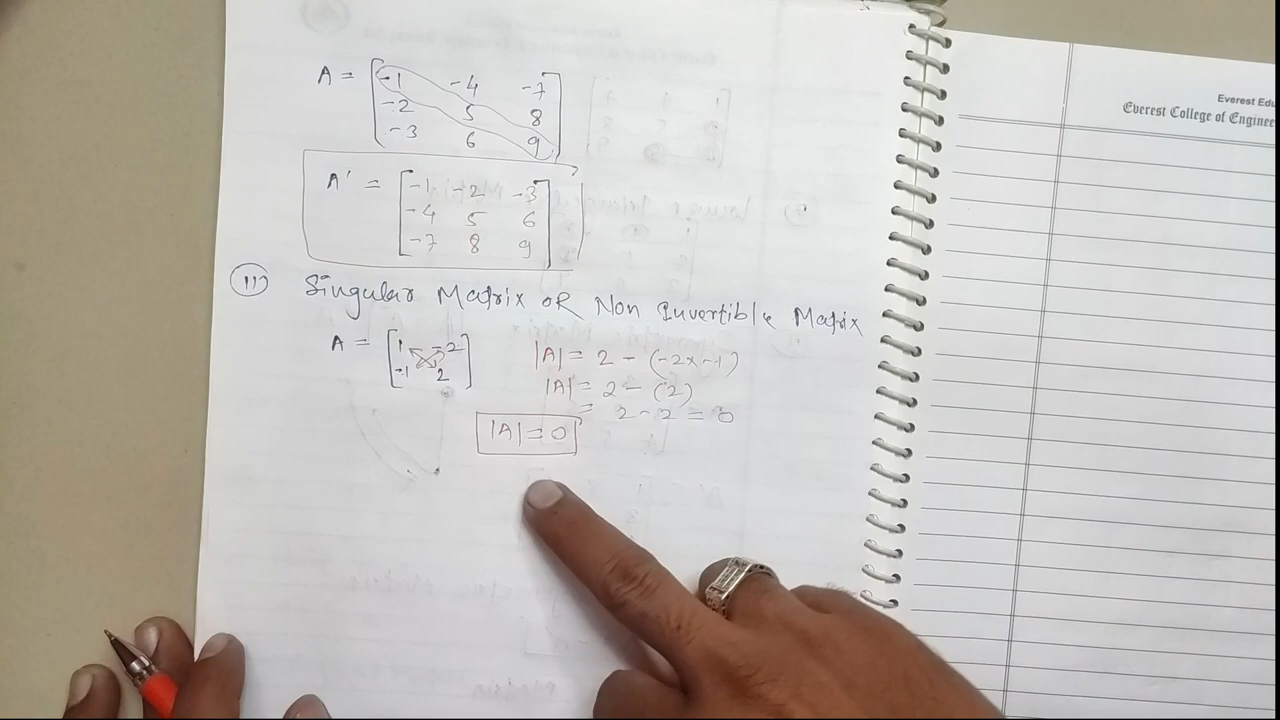 A = [-1 -4 -7
-2 5 8
-3 6 9]
A' = [-1 -2 -3
-4 5 6
-7 8 9]
11) Singular Matrix OR Non Invertible Matrix
A = [1 -2
-1 2]
|A| = 2 - (-2x-1)
|A| = 2 - (2)
= 2 - 2 = 0
|A| = 0
Everest Edu
Everest College of Enginee